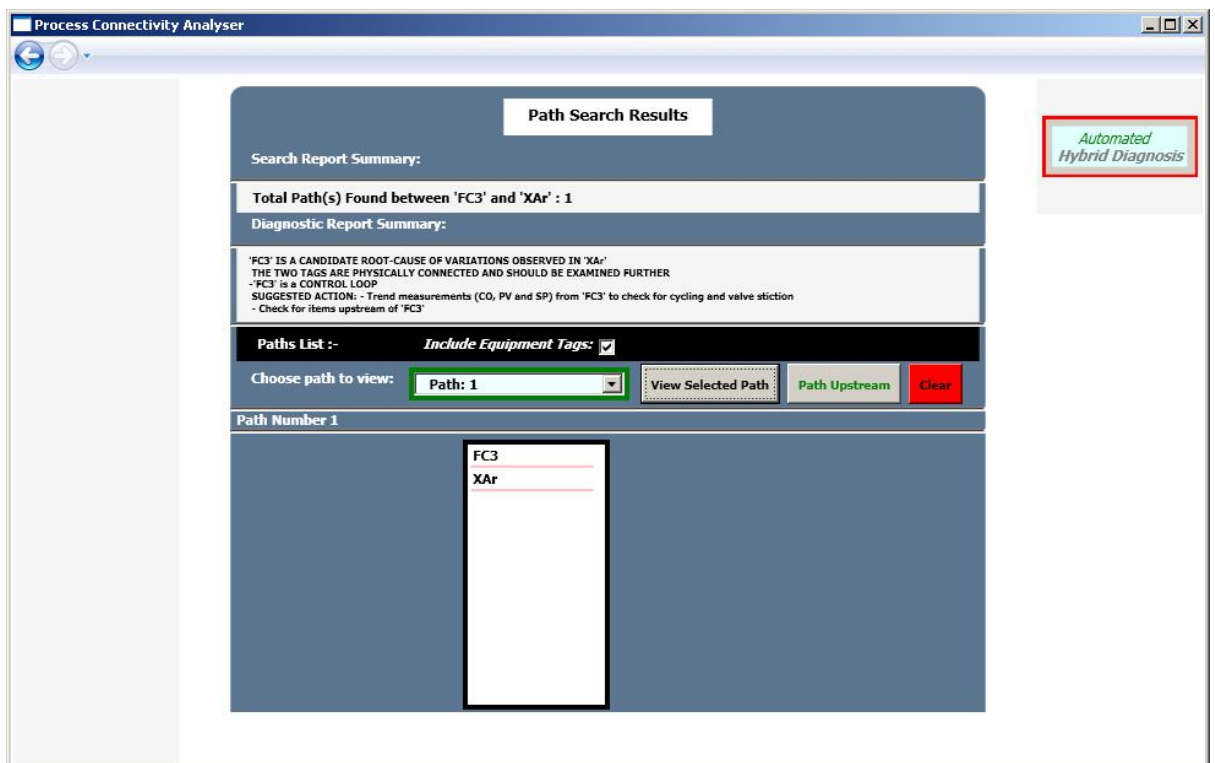 Process Connectivity Analyser
Path Search Results
Automated
Hybrid Diagnosis
Search Report Summary:
Total Path(s) Found between 'FC3' and 'XAr' : 1
Diagnostic Report Summary:
'FC3' IS A CANDIDATE ROOT-CAUSE OF VARIATIONS OBSERVED IN 'XAr'
THE TWO TAGS ARE PHYSICALLY CONNECTED AND SHOULD BE EXAMINED FURTHER
-'FC3' is a CONTROL LOOP
SUGGESTED ACTION: - Trend measurements (CO, PV and SP) from 'FC3' to check for cycling and valve stiction
- Check for items upstream of 'FC3'
Paths List :- Include Equipment Tags:
Choose path to view: Path: 1 View Selected Path Path Upstream Clear
Path Number 1
FC3
XAr